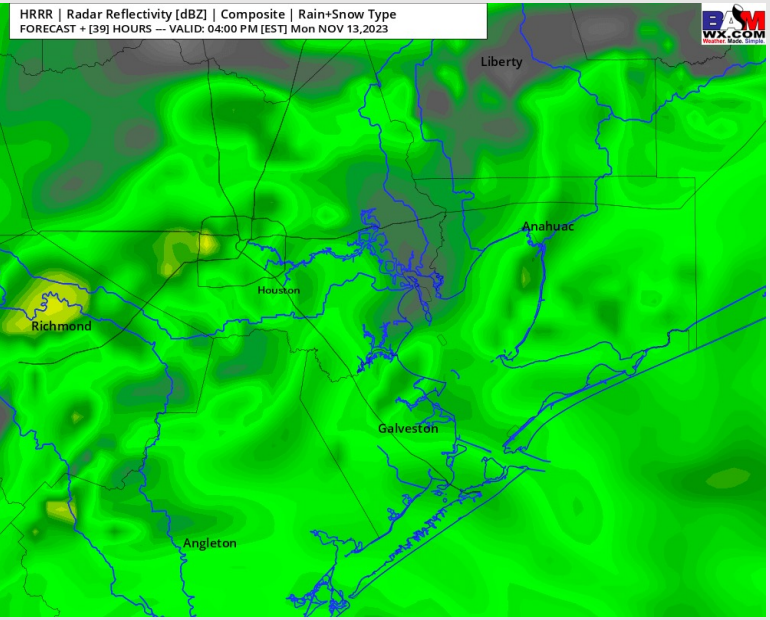 HRRR | Radar Reflectivity [dBZ] | Composite | Rain+Snow Type
FORECAST + [39] HOURS --- VALID: 04:00 PM [EST] Mon NOV 13,2023
BAM
WX.COM
Weather. Made. Simple.
Liberty
Anahuac
Houston
Richmond
Galveston
Angleton